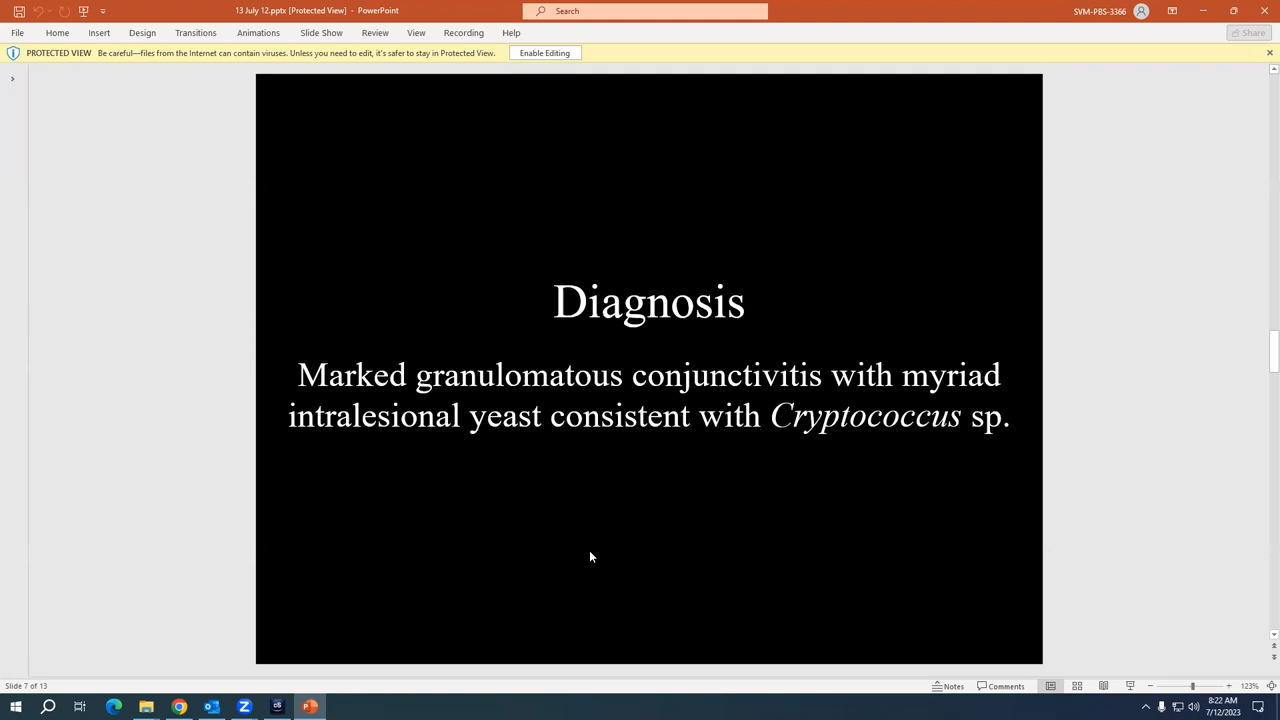 13 July 12.pptx [Protected View] - PowerPoint
Search
SVM-PBS-3366
File Home Insert Design Transitions Animations Slide Show Review View Recording Help
Share
PROTECTED VIEW Be careful—files from the Internet can contain viruses. Unless you need to edit, it's safer to stay in Protected View.
Enable Editing
Diagnosis
Marked granulomatous conjunctivitis with myriad
intralesional yeast consistent with Cryptococcus sp.
Slide 7 of 13
Notes
Comments
123%
8:22 AM
7/12/2023